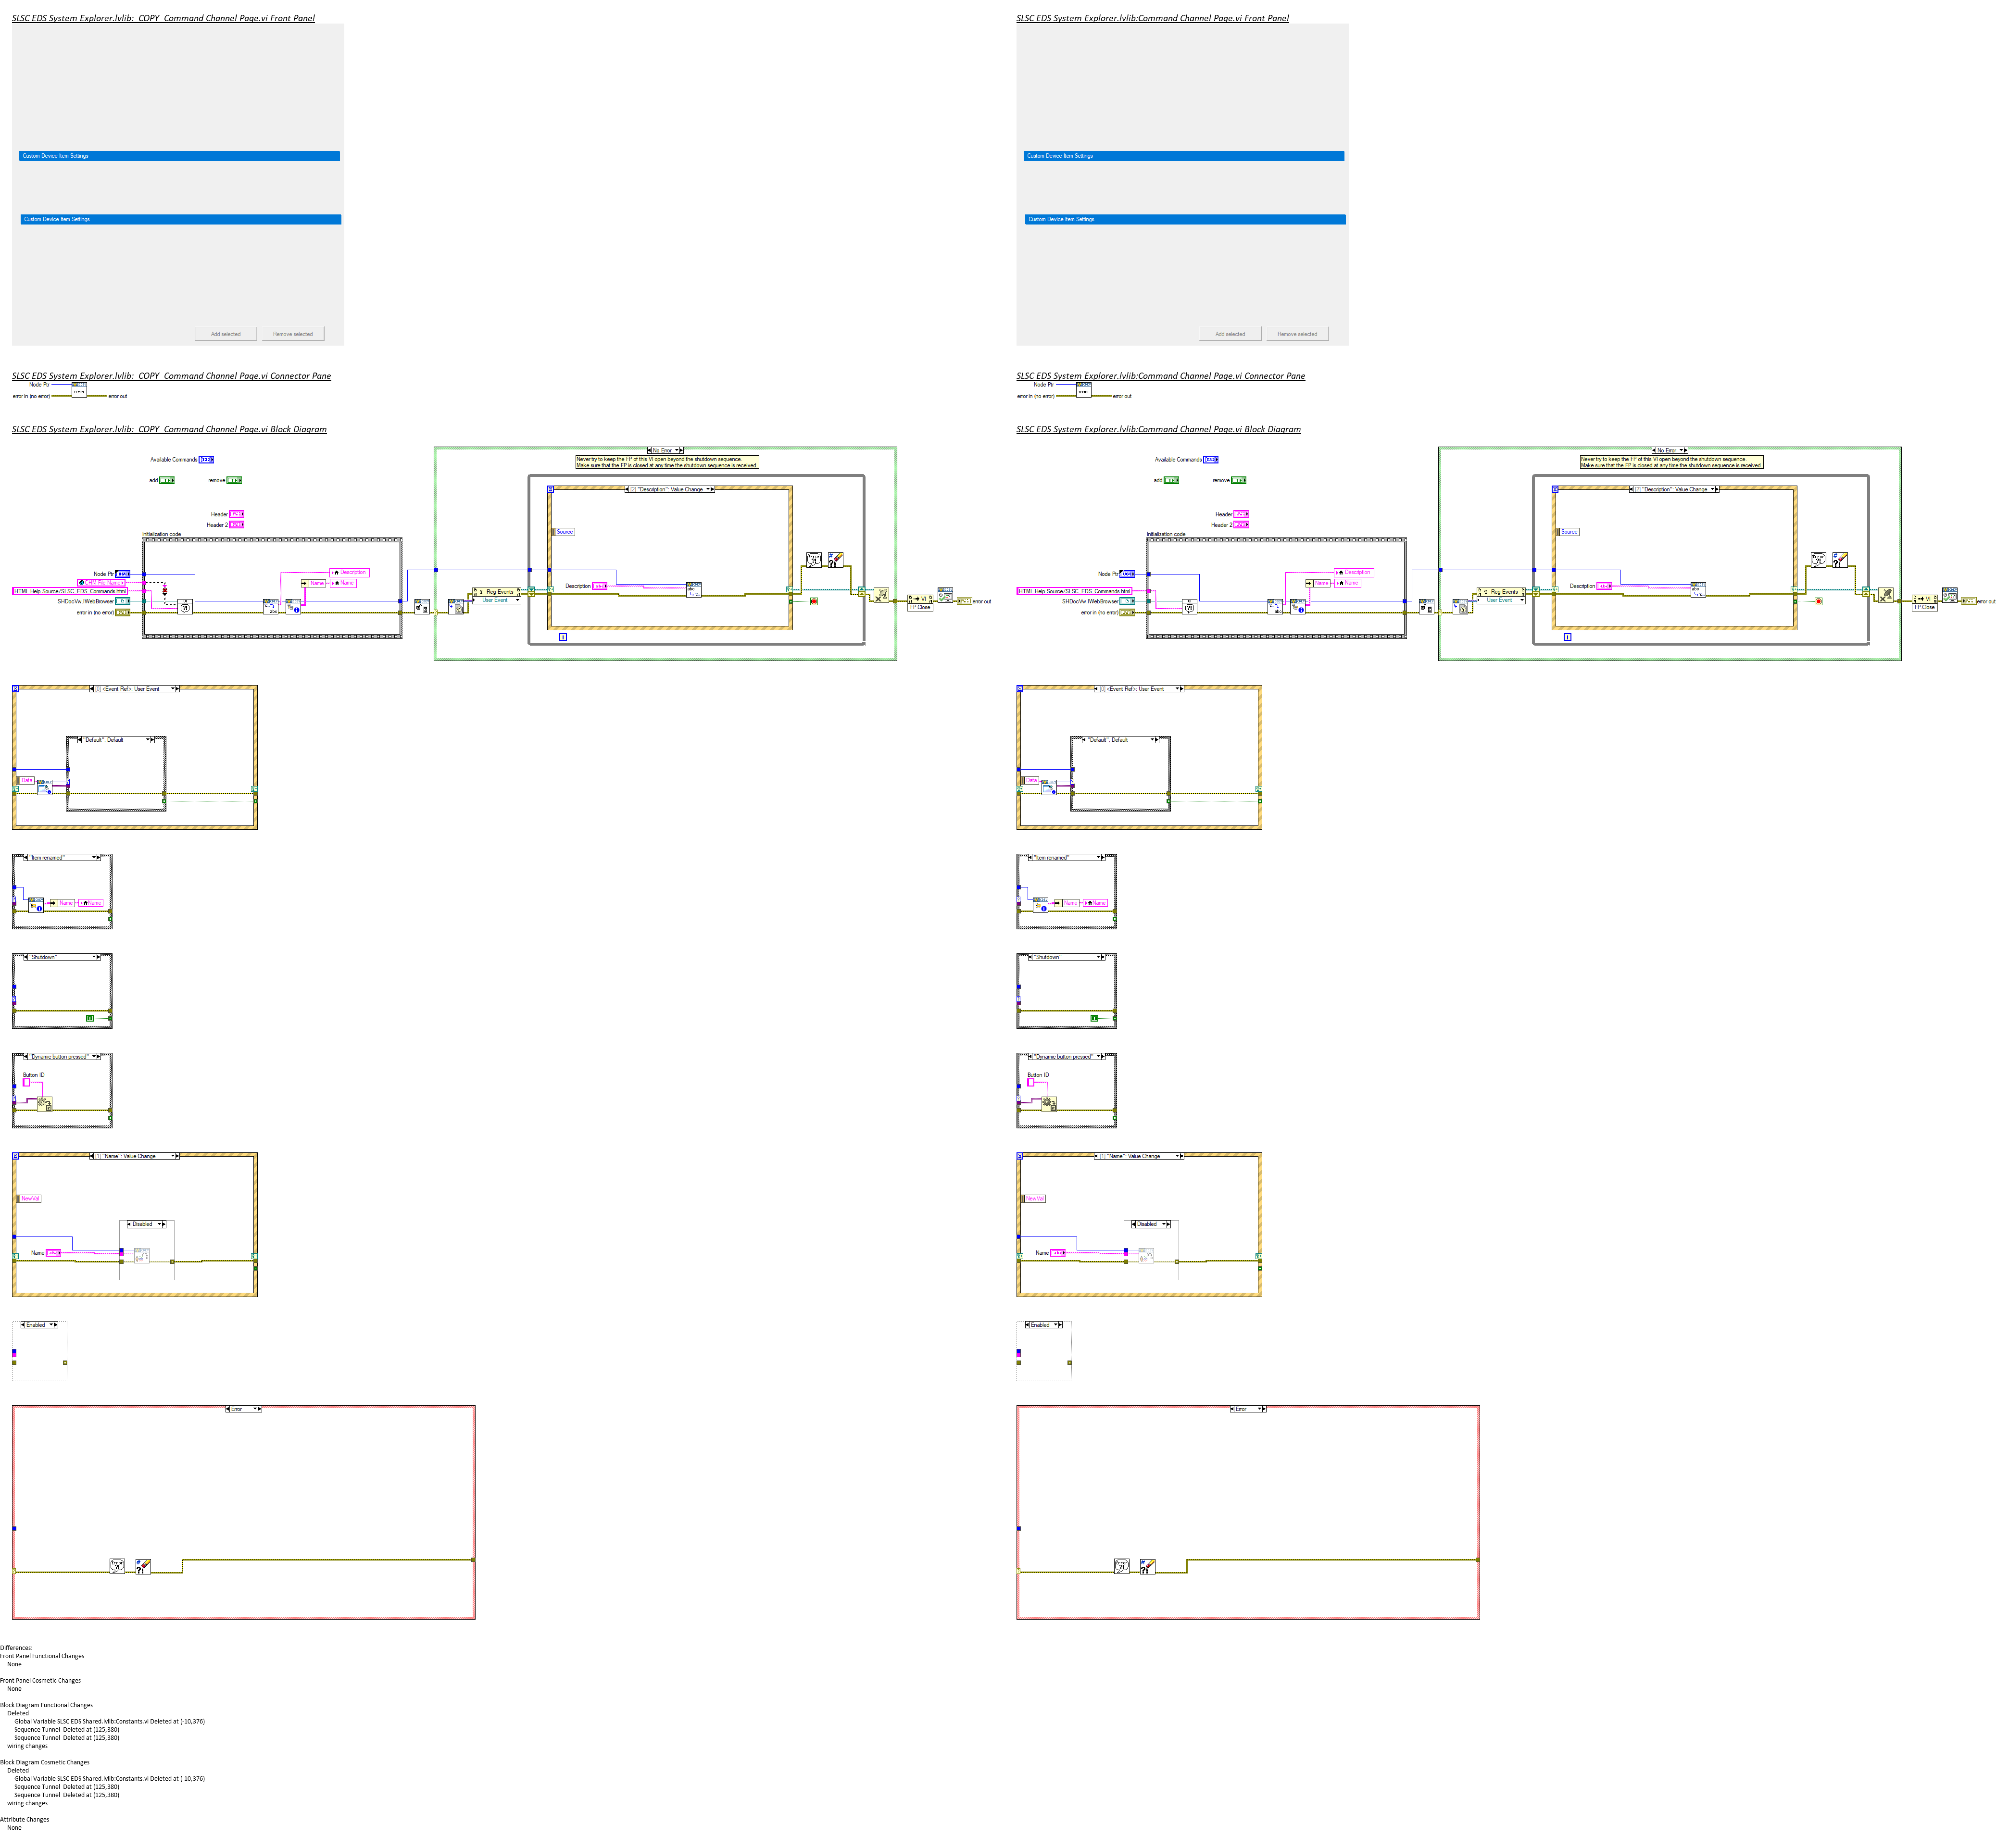 SLSC EDS System Explorer.lvlib:  COPY  Command Channel Page.vi Front Panel
Custom Device Item Settings
Custom Device Item Settings
Add selected
Remove selected
SLSC EDS System Explorer.lvlib:  COPY  Command Channel Page.vi Connector Pane
Node Ptr
error in (no error)
error out
SLSC EDS System Explorer.lvlib:  COPY  Command Channel Page.vi Block Diagram
Available Commands
add
remove
Header
Header 2
Initialization code
Node Ptr
CHM File Name
HTML Help Source/SLSC_EDS_Commands.html
SHDocVw.IWebBrowser
error in (no error)
Description
Name
Name
No Error
Never try to keep the FP of this VI open beyond the shutdown sequence.
Make sure that the FP is closed at any time the shutdown sequence is received.
[2] "Description": Value Change
Source
Description
Reg Events
User Event
VI
FP.Close
error out
[0] <Event Ref>: User Event
"Default", Default
Data
"Item renamed"
Name
Name
"Shutdown"
"Dynamic button pressed"
Button ID
[1] "Name": Value Change
NewVal
Disabled
Name
Enabled
Error
SLSC EDS System Explorer.lvlib:Command Channel Page.vi Front Panel
Custom Device Item Settings
Custom Device Item Settings
Add selected
Remove selected
SLSC EDS System Explorer.lvlib:Command Channel Page.vi Connector Pane
Node Ptr
error in (no error)
error out
SLSC EDS System Explorer.lvlib:Command Channel Page.vi Block Diagram
Available Commands
add
remove
Header
Header 2
Initialization code
Node Ptr
HTML Help Source/SLSC_EDS_Commands.html
SHDocVw.IWebBrowser
error in (no error)
Description
Name
Name
No Error
Never try to keep the FP of this VI open beyond the shutdown sequence.
Make sure that the FP is closed at any time the shutdown sequence is received.
[2] "Description": Value Change
Source
Description
Reg Events
User Event
VI
FP.Close
error out
[0] <Event Ref>: User Event
"Default", Default
Data
"Item renamed"
Name
Name
"Shutdown"
"Dynamic button pressed"
Button ID
[1] "Name": Value Change
NewVal
Disabled
Name
Enabled
Error
Differences:
Front Panel Functional Changes
None
Front Panel Cosmetic Changes
None
Block Diagram Functional Changes
Deleted
Global Variable SLSC EDS Shared.lvlib:Constants.vi Deleted at (-10,376)
Sequence Tunnel  Deleted at (125,380)
Sequence Tunnel  Deleted at (125,380)
wiring changes
Block Diagram Cosmetic Changes
Deleted
Global Variable SLSC EDS Shared.lvlib:Constants.vi Deleted at (-10,376)
Sequence Tunnel  Deleted at (125,380)
Sequence Tunnel  Deleted at (125,380)
wiring changes
Attribute Changes
None